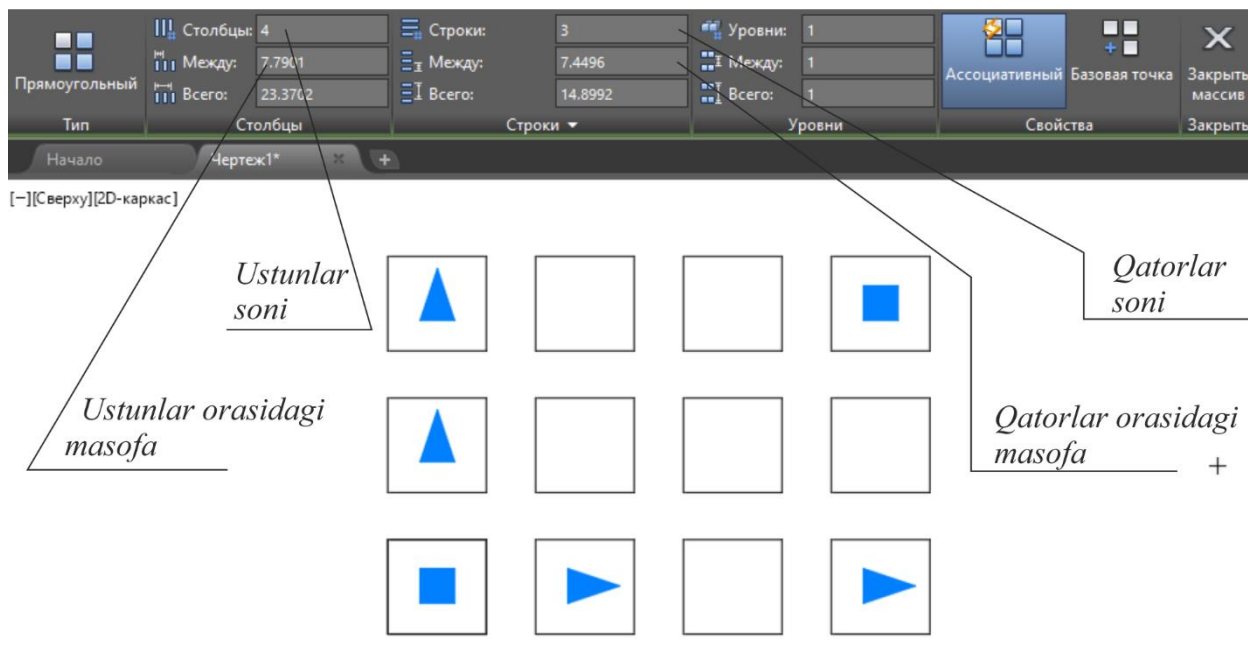 Столбцы: 4 Строки: 3 Уровни: 1
Между: 7.7901 Между: 7.4496 Между: 1
Прямоугольный Всего: 23.3702 Всего: 14.8992 Всего: 1 Ассоциативный Базовая точка Закрыть
массив
Тип Столбцы Строки Уровни Свойства Закрыть
Начало Чертеж1*
[−][Сверху][2D-каркас]
Ustunlar
soni
Qatorlar
soni
Ustunlar orasidagi
masofa
Qatorlar orasidagi
masofa